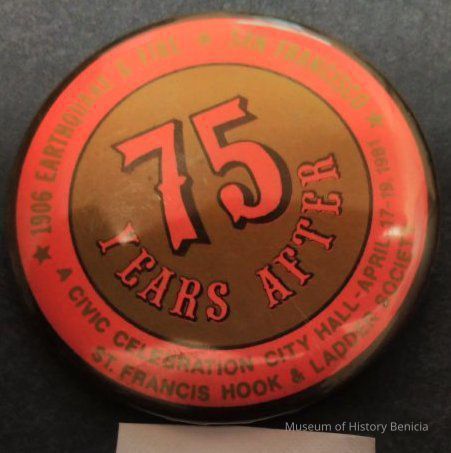 ★ 1906 EARTHQUAKE & FIRE ★ SAN FRANCISCO ★
75
YEARS AFTER
A CIVIC CELEBRATION CITY HALL - APRIL 17-19, 1981
ST. FRANCIS HOOK & LADDER SOCIETY
Museum of History Benicia